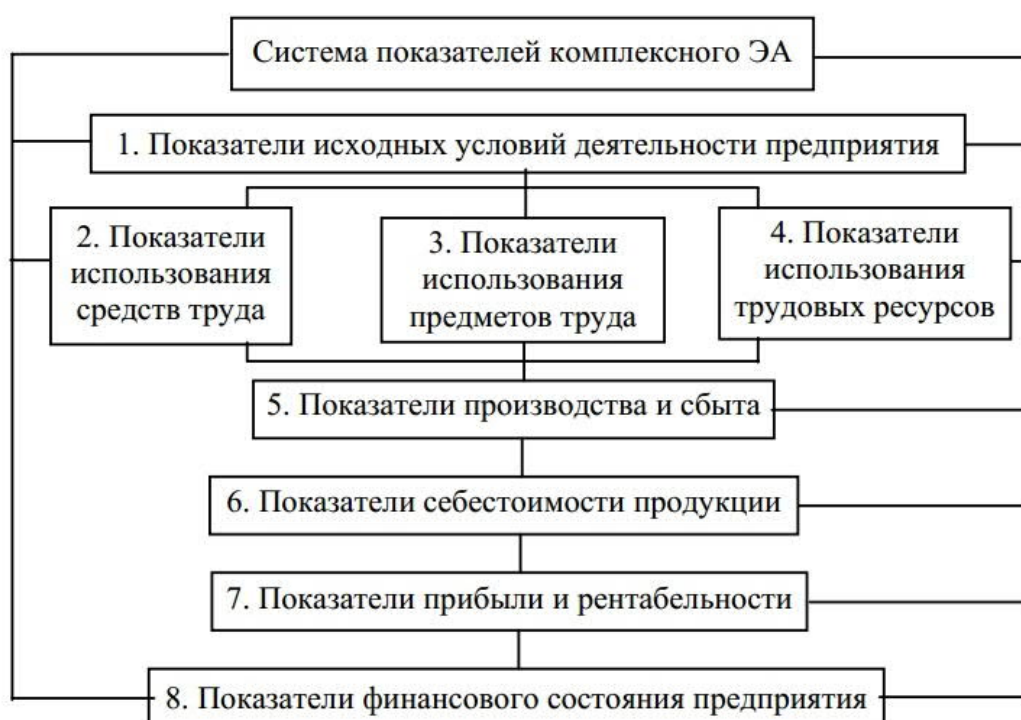 Система показателей комплексного ЭА
1. Показатели исходных условий деятельности предприятия
2. Показатели
использования
средств труда
3. Показатели
использования
предметов труда
4. Показатели
использования
трудовых ресурсов
5. Показатели производства и сбыта
6. Показатели себестоимости продукции
7. Показатели прибыли и рентабельности
8. Показатели финансового состояния предприятия